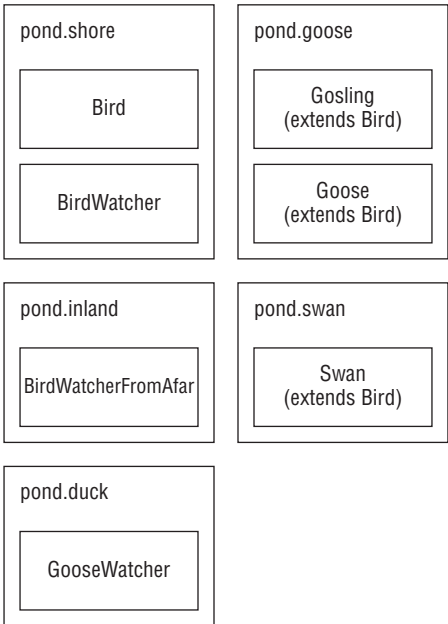 pond.shore
Bird
BirdWatcher
pond.goose
Gosling
(extends Bird)
Goose
(extends Bird)
pond.inland
BirdWatcherFromAfar
pond.swan
Swan
(extends Bird)
pond.duck
GooseWatcher